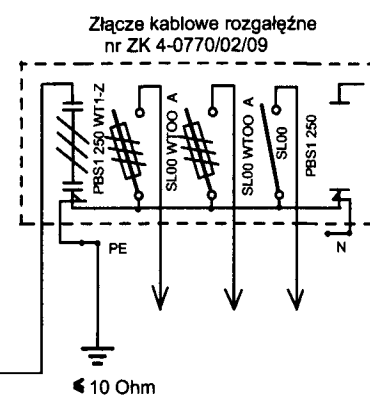 Złącze kablowe rozgałęźne
nr ZK 4-0770/02/09
PBS1 250 WT1-Z
SL00 WTOO A
SL00 WTOO A
SL00
PBS1 250
PE
N
≤ 10 Ohm